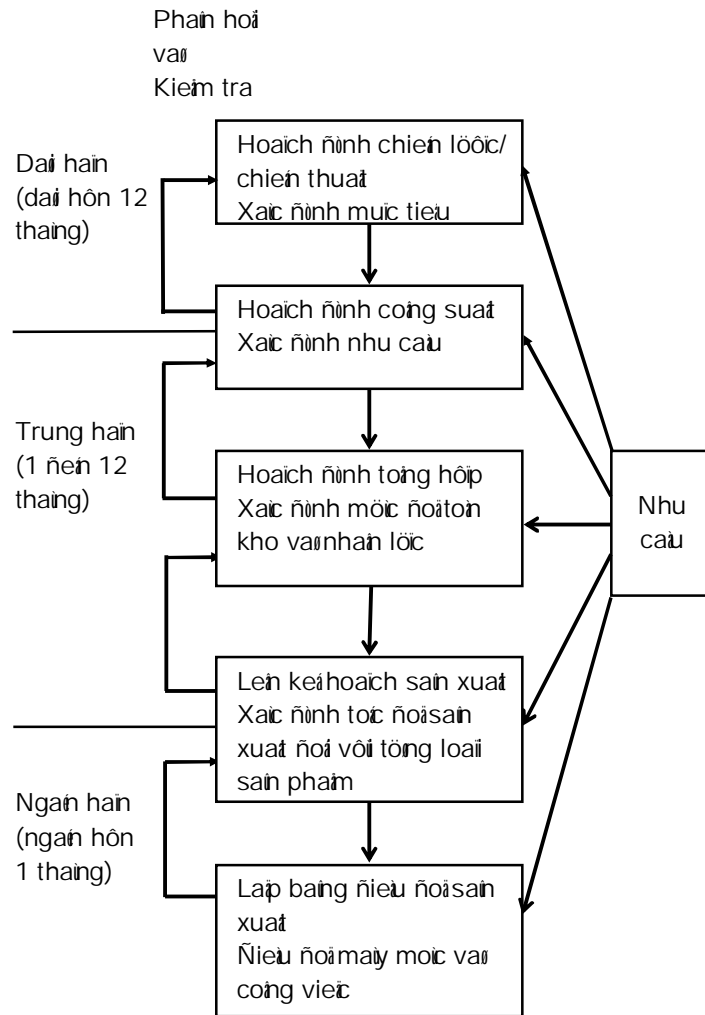 Phaûn hoài
vaø
Kieåm tra
Hoaïch ñònh chieán löôïc/
chieán thuaät
Xaùc ñònh muïc tieâu
Daøi haïn
(daøi hôn 12
thaùng)
Hoaïch ñònh coâng suaát
Xaùc ñònh nhu caàu
Trung haïn
(1 ñeán 12
thaùng)
Hoaïch ñònh toång hôïp
Xaùc ñònh möùc ñoä toàn
kho vaø nhaân löïc
Nhu
caàu
Leân keá hoaïch saûn xuaát
Xaùc ñònh toác ñoä saûn
xuaát ñoái vôùi töøng loaïi
saûn phaåm
Ngaén haïn
(ngaén hôn
1 thaùng)
Laäp baûng ñieàu ñoä saûn
xuaát
Ñieàu ñoä maùy moùc vaø
coâng vieäc